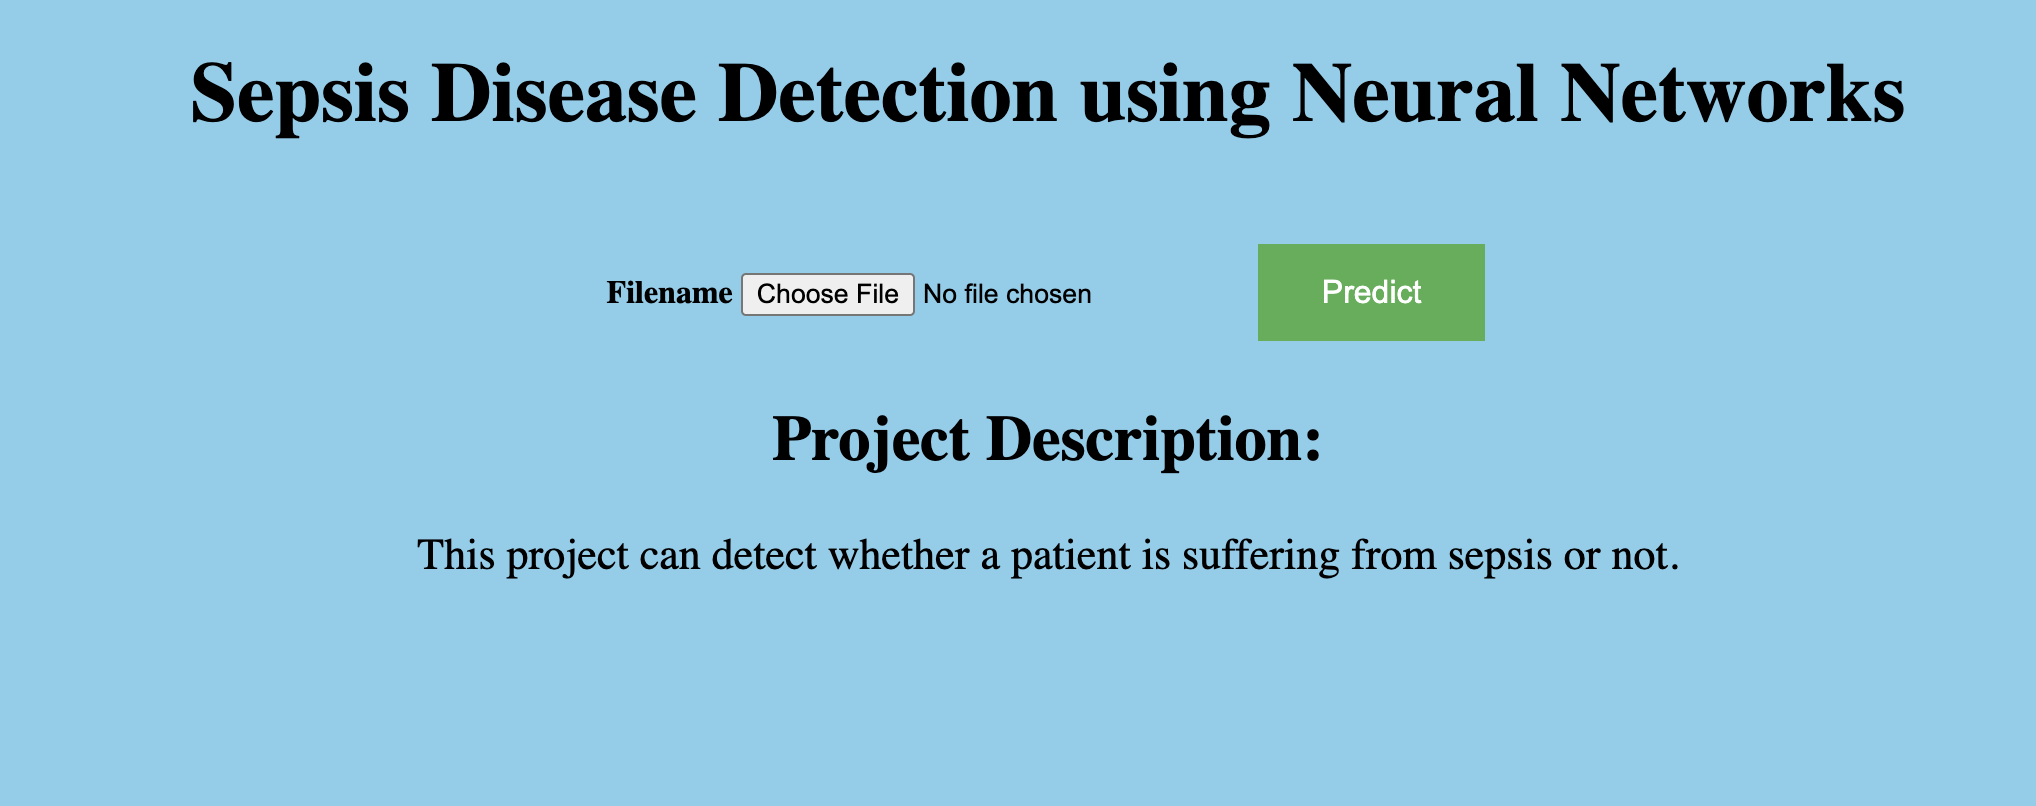 Sepsis Disease Detection using Neural Networks
Filename Choose File No file chosen Predict
Project Description:
This project can detect whether a patient is suffering from sepsis or not.